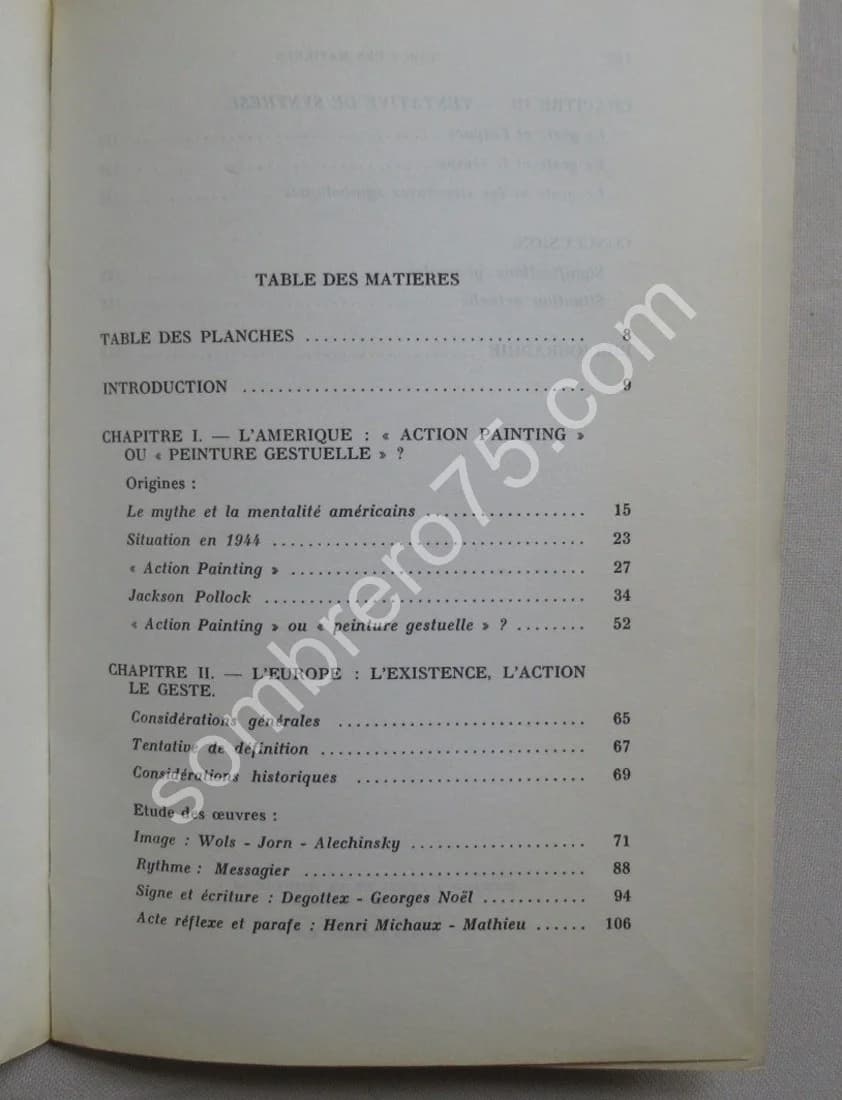 TABLE DES MATIERES
TABLE DES PLANCHES .............................. 8
INTRODUCTION ..................................... 9
CHAPITRE I. — L'AMERIQUE : « ACTION PAINTING »
OU « PEINTURE GESTUELLE » ?
Origines :
Le mythe et la mentalité américains .................. 15
Situation en 1944 ................................... 23
« Action Painting » ................................. 27
Jackson Pollock .................................... 34
« Action Painting » ou « peinture gestuelle » ? ........ 52
CHAPITRE II. — L'EUROPE : L'EXISTENCE, L'ACTION
LE GESTE.
Considérations générales ............................ 65
Tentative de définition .............................. 67
Considérations historiques .......................... 69
Etude des œuvres :
Image : Wols - Jorn - Alechinsky .................... 71
Rythme : Messagier ................................ 88
Signe et écriture : Degottex - Georges Noël ............ 94
Acte réflexe et parafe : Henri Michaux - Mathieu ...... 106
sombrero75.com